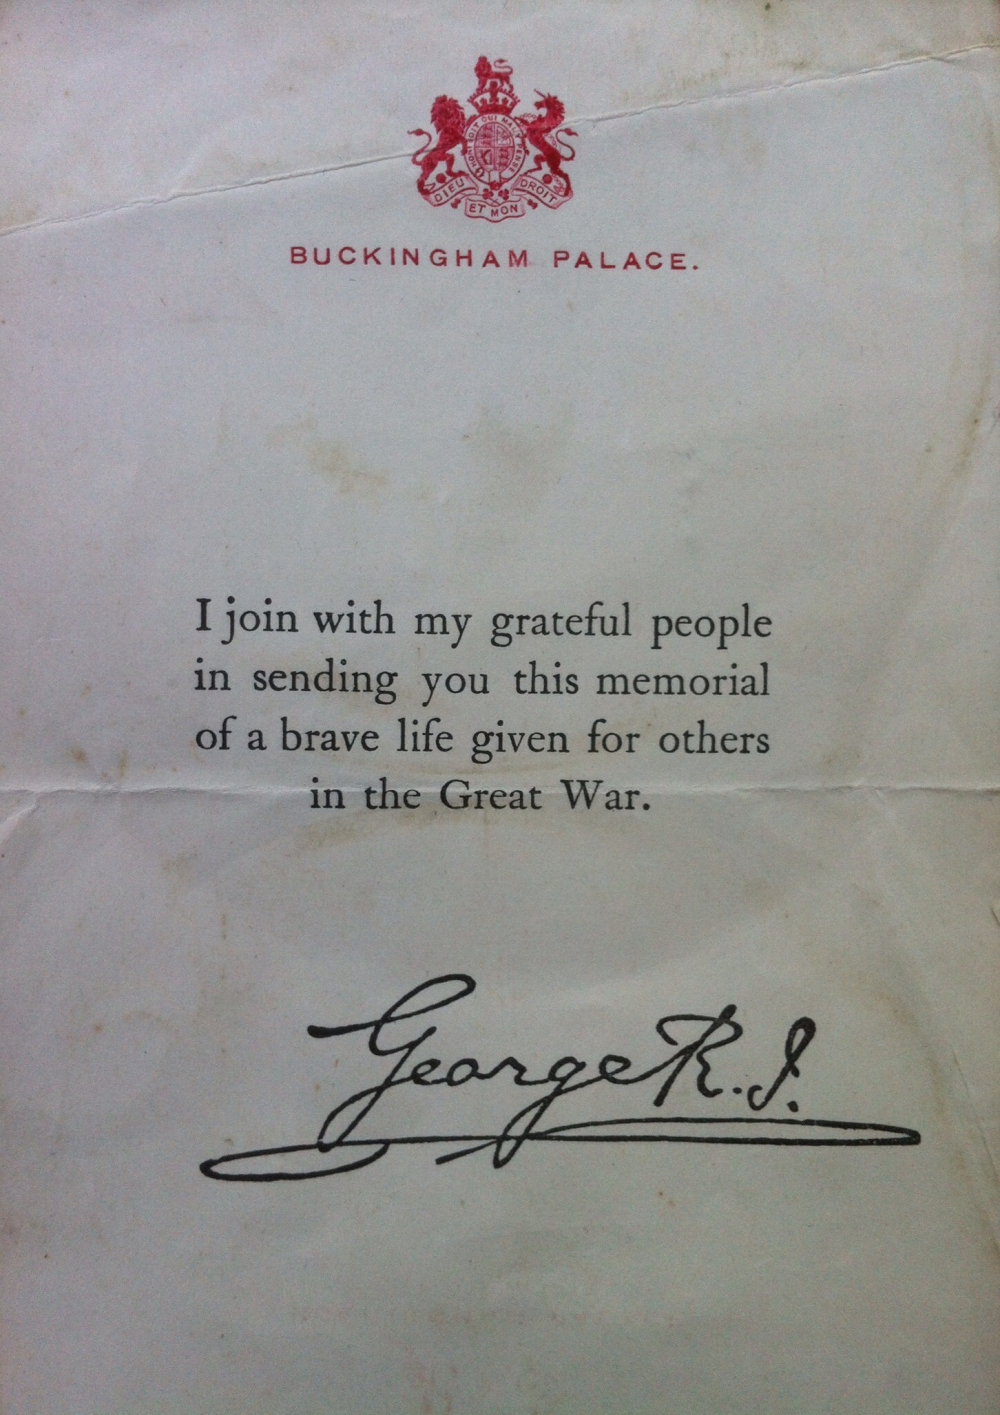 HONI SOIT QUI MAL Y PENSE
DIEU ET MON DROIT
BUCKINGHAM PALACE.
I join with my grateful people
in sending you this memorial
of a brave life given for others
in the Great War.
George R.I.